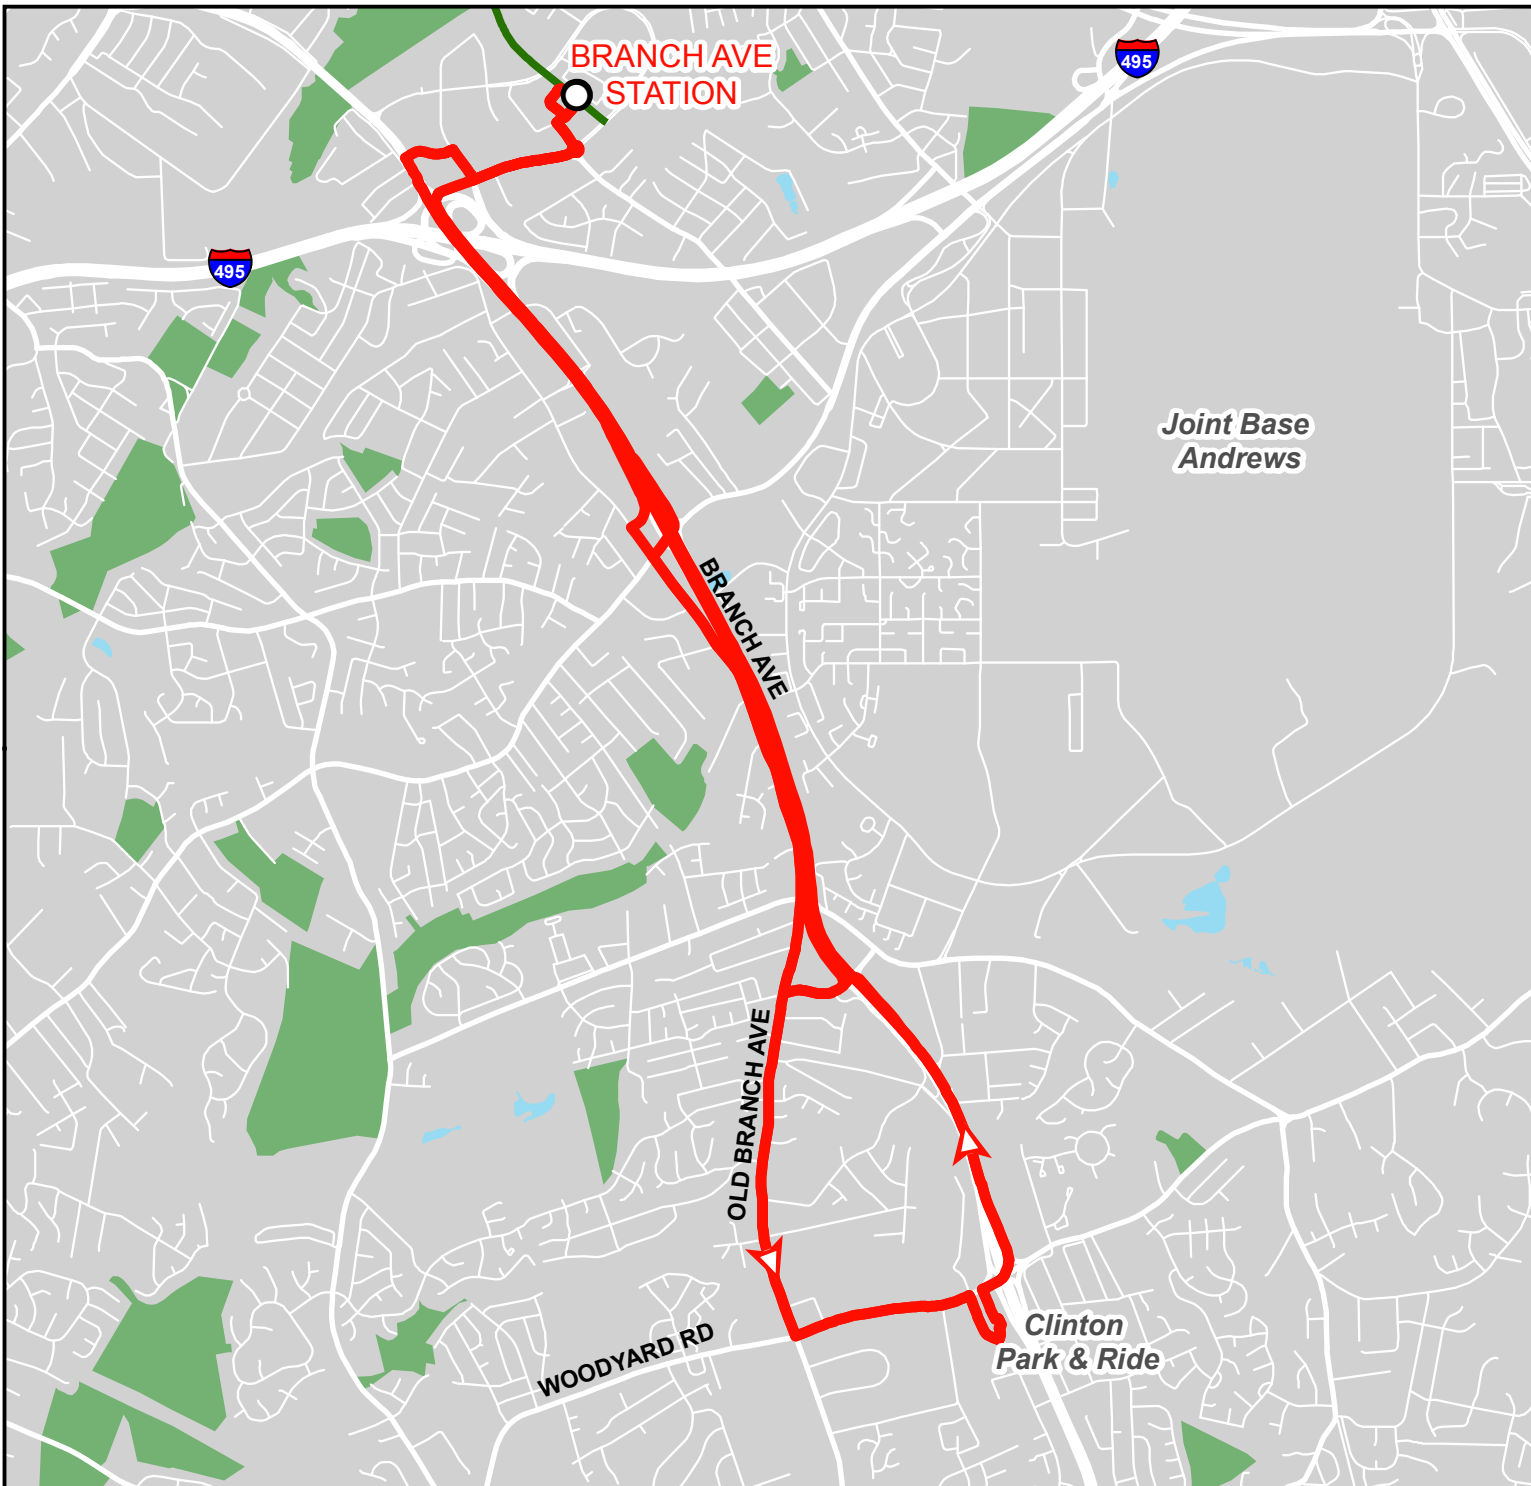 BRANCH AVE
STATION
495
495
Joint Base
Andrews
BRANCH AVE
OLD BRANCH AVE
WOODYARD RD
Clinton
Park & Ride